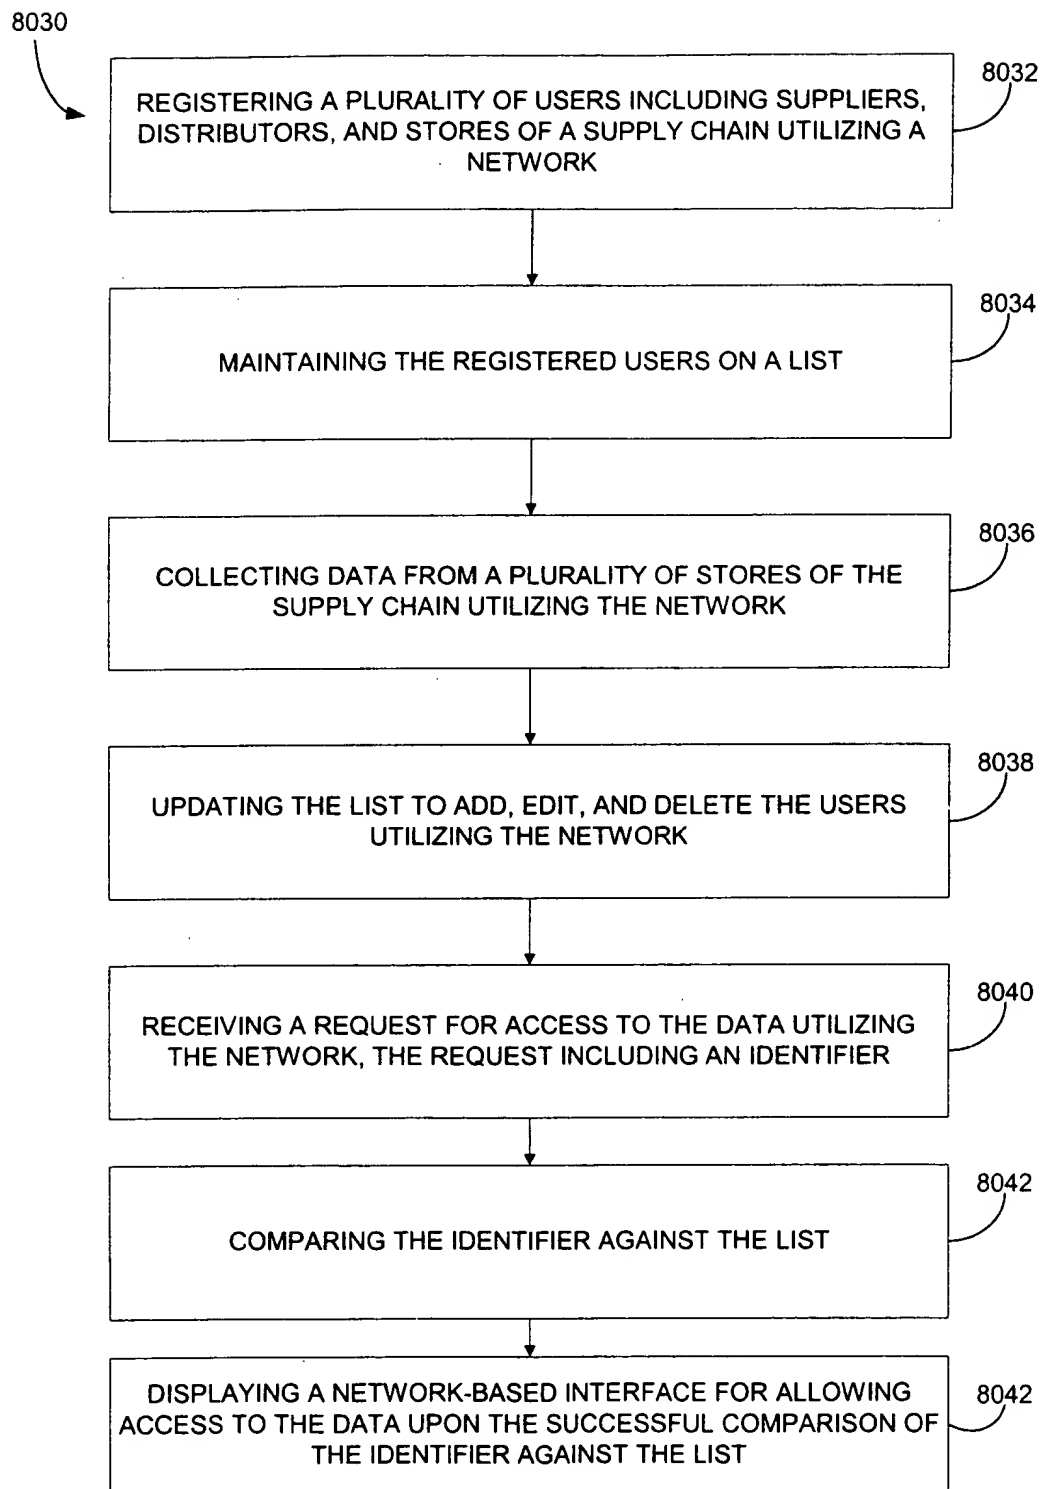 8030
8032
REGISTERING A PLURALITY OF USERS INCLUDING SUPPLIERS,
DISTRIBUTORS, AND STORES OF A SUPPLY CHAIN UTILIZING A
NETWORK
8034
MAINTAINING THE REGISTERED USERS ON A LIST
8036
COLLECTING DATA FROM A PLURALITY OF STORES OF THE
SUPPLY CHAIN UTILIZING THE NETWORK
8038
UPDATING THE LIST TO ADD, EDIT, AND DELETE THE USERS
UTILIZING THE NETWORK
8040
RECEIVING A REQUEST FOR ACCESS TO THE DATA UTILIZING
THE NETWORK, THE REQUEST INCLUDING AN IDENTIFIER
8042
COMPARING THE IDENTIFIER AGAINST THE LIST
8042
DISPLAYING A NETWORK-BASED INTERFACE FOR ALLOWING
ACCESS TO THE DATA UPON THE SUCCESSFUL COMPARISON OF
THE IDENTIFIER AGAINST THE LIST